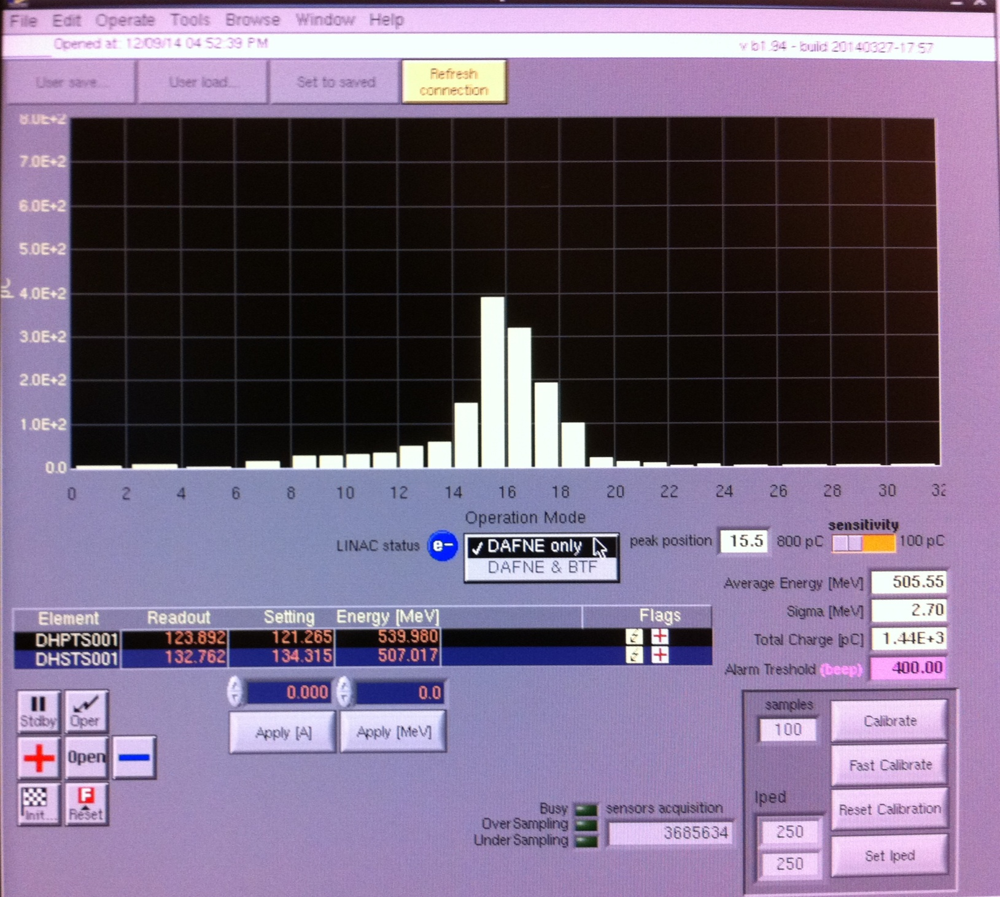 File Edit Operate Tools Browse Window Help
Opened at: 12/09/14 04:52:39 PM
v b1.94 - build 20140327-17:57
User save...
User load...
Set to saved
Refresh
connection
8.0E+2
7.0E+2
6.0E+2
5.0E+2
pC
4.0E+2
3.0E+2
2.0E+2
1.0E+2
0.0
0 2 4 6 8 10 12 14 16 18 20 22 24 26 28 30 32
Operation Mode
LINAC status e-
✓ DAFNE only
DAFNE & BTF
peak position 15.5
sensitivity
800 pC 100 pC
Average Energy [MeV] 505.55
Sigma [MeV] 2.70
Total Charge [pC] 1.44E+3
Alarm Treshold (beep) 400.00
Element Readout Setting Energy [MeV] Flags
DHPTS001 123.892 121.265 539.980
DHSTS001 132.762 134.315 507.017
0.000 0.0
Apply [A] Apply [MeV]
Stdby Oper
Open
Init... F Reset
Busy
Over Sampling
Under Sampling
sensors acquisition
3685634
samples
100
Iped
250
250
Calibrate
Fast Calibrate
Reset Calibration
Set Iped